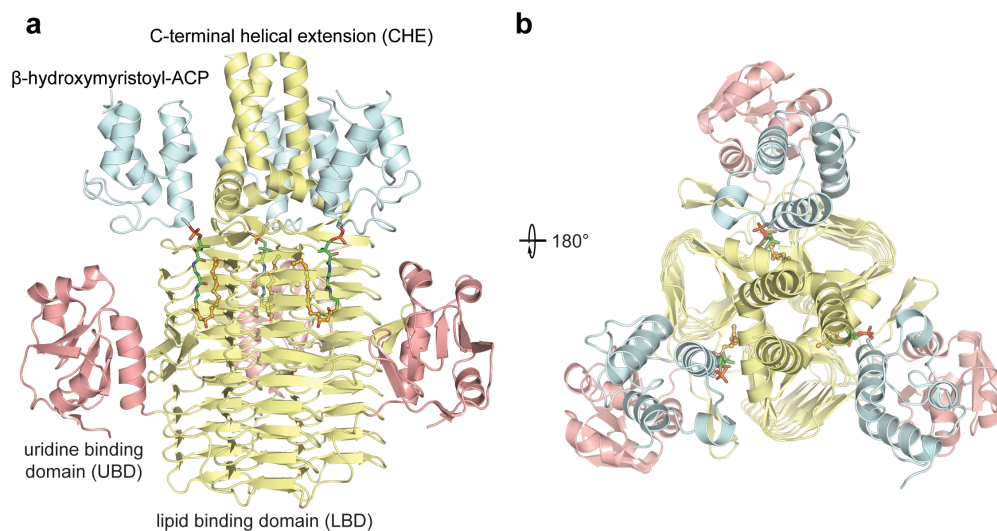 a
C-terminal helical extension (CHE)
β-hydroxymyristoyl-ACP
uridine binding
domain (UBD)
lipid binding domain (LBD)
b
180°